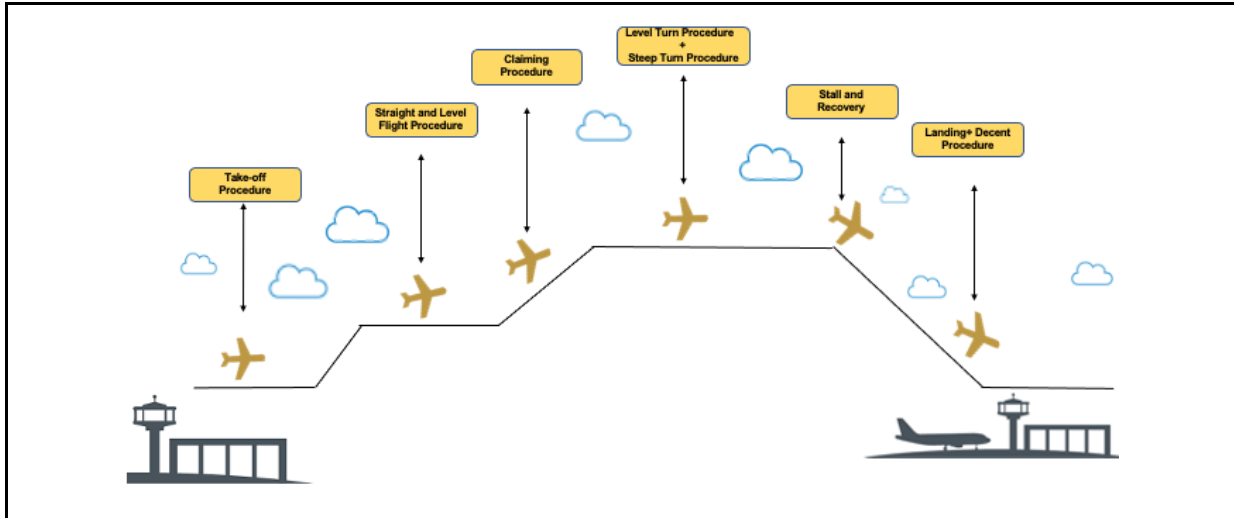 Take-off
Procedure
Straight and Level
Flight Procedure
Claiming
Procedure
Level Turn Procedure
+
Steep Turn Procedure
Stall and
Recovery
Landing+ Decent
Procedure